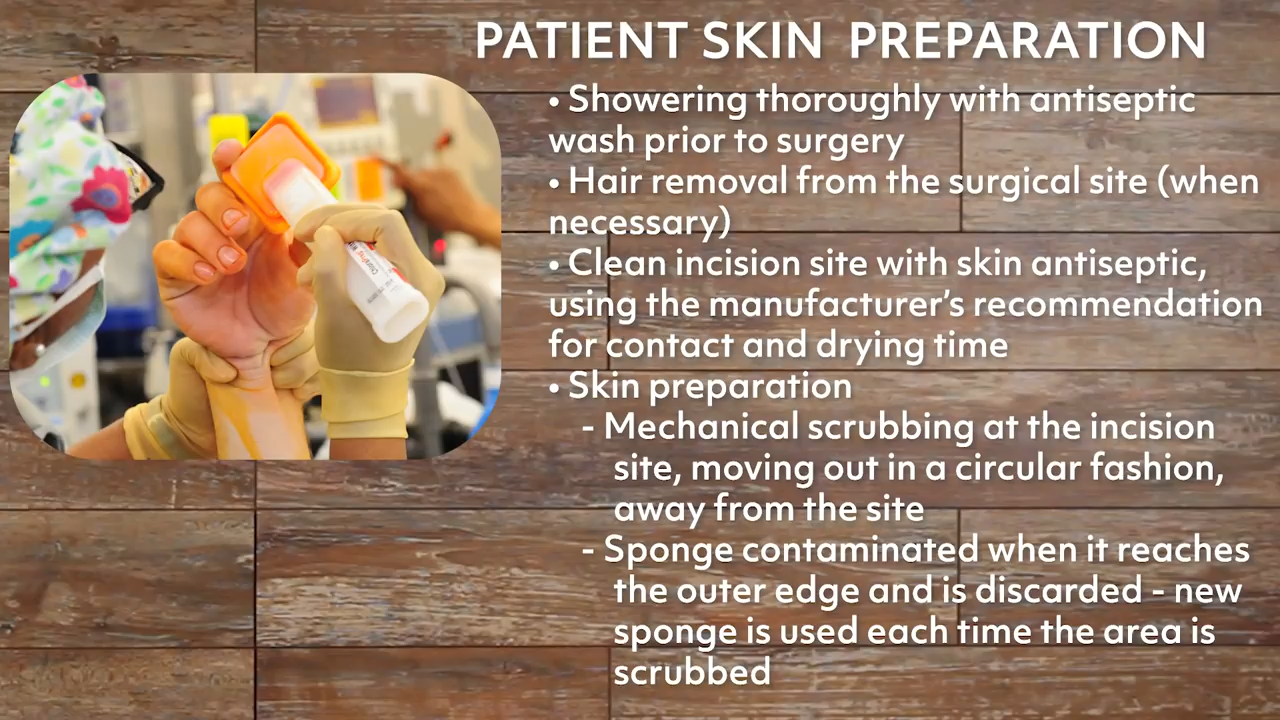 PATIENT SKIN PREPARATION
• Showering thoroughly with antiseptic
wash prior to surgery
• Hair removal from the surgical site (when
necessary)
• Clean incision site with skin antiseptic,
using the manufacturer’s recommendation
for contact and drying time
• Skin preparation
- Mechanical scrubbing at the incision
site, moving out in a circular fashion,
away from the site
- Sponge contaminated when it reaches
the outer edge and is discarded - new
sponge is used each time the area is
scrubbed